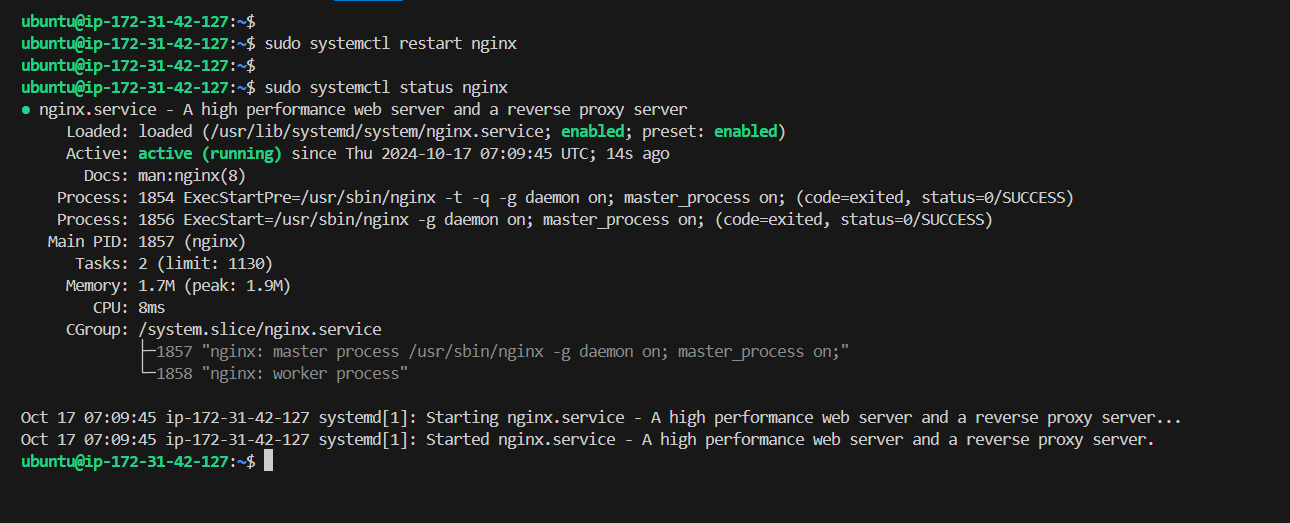 ubuntu@ip-172-31-42-127:~$
ubuntu@ip-172-31-42-127:~$ sudo systemctl restart nginx
ubuntu@ip-172-31-42-127:~$
ubuntu@ip-172-31-42-127:~$ sudo systemctl status nginx
● nginx.service - A high performance web server and a reverse proxy server
Loaded: loaded (/usr/lib/systemd/system/nginx.service; enabled; preset: enabled)
Active: active (running) since Thu 2024-10-17 07:09:45 UTC; 14s ago
Docs: man:nginx(8)
Process: 1854 ExecStartPre=/usr/sbin/nginx -t -q -g daemon on; master_process on; (code=exited, status=0/SUCCESS)
Process: 1856 ExecStart=/usr/sbin/nginx -g daemon on; master_process on; (code=exited, status=0/SUCCESS)
Main PID: 1857 (nginx)
Tasks: 2 (limit: 1130)
Memory: 1.7M (peak: 1.9M)
CPU: 8ms
CGroup: /system.slice/nginx.service
├─1857 "nginx: master process /usr/sbin/nginx -g daemon on; master_process on;"
└─1858 "nginx: worker process"
Oct 17 07:09:45 ip-172-31-42-127 systemd[1]: Starting nginx.service - A high performance web server and a reverse proxy server...
Oct 17 07:09:45 ip-172-31-42-127 systemd[1]: Started nginx.service - A high performance web server and a reverse proxy server.
ubuntu@ip-172-31-42-127:~$